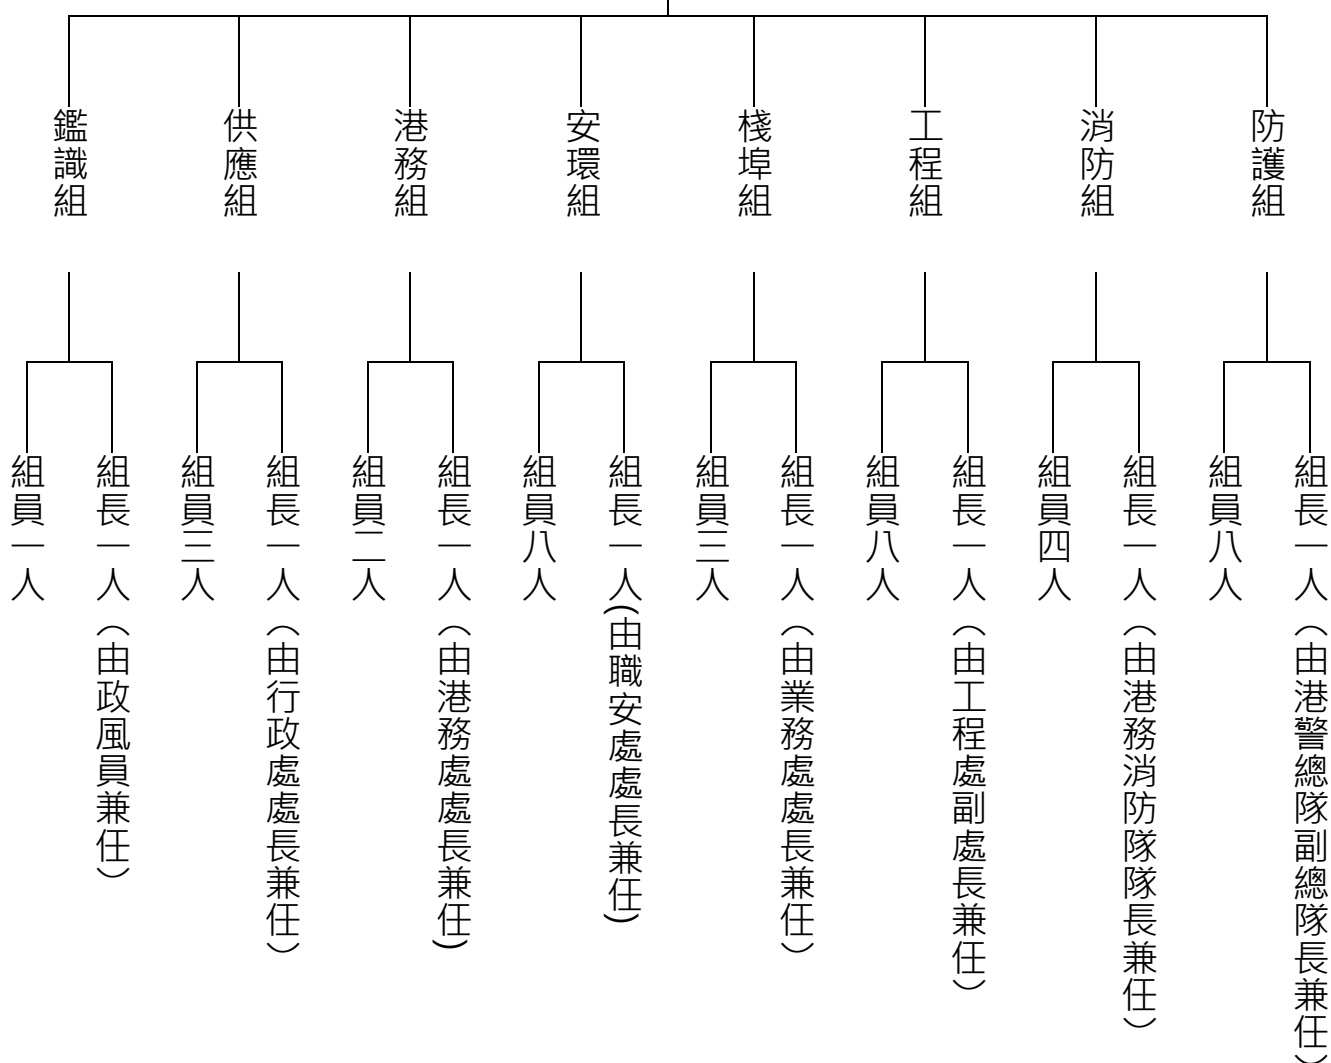 防護組
消防組
工程組
棧埠組
安環組
港務組
供應組
鑑識組
組長一人（由港警總隊副總隊長兼任）
組員八人
組長一人（由港務消防隊隊長兼任）
組員四人
組長一人（由工程處副處長兼任）
組員八人
組長一人（由業務處處長兼任）
組員三人
組長一人(由職安處處長兼任)
組員八人
組長一人（由港務處處長兼任)
組員二人
組長一人（由行政處處長兼任）
組員三人
組長一人（由政風員兼任）
組員一人